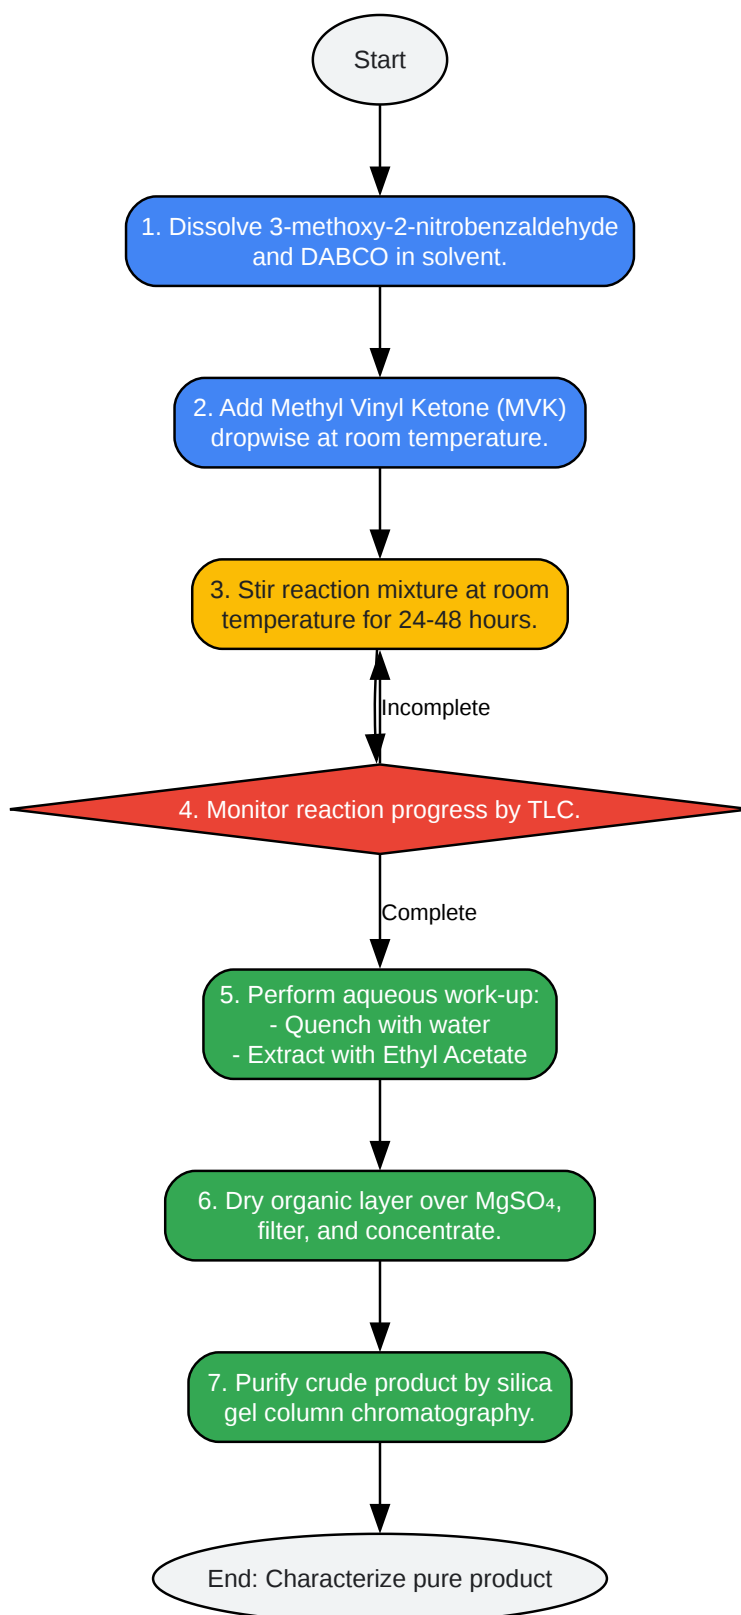 Start
1. Dissolve 3-methoxy-2-nitrobenzaldehyde
and DABCO in solvent.
2. Add Methyl Vinyl Ketone (MVK)
dropwise at room temperature.
3. Stir reaction mixture at room
temperature for 24-48 hours.
Incomplete
4. Monitor reaction progress by TLC.
Complete
5. Perform aqueous work-up:
- Quench with water
- Extract with Ethyl Acetate
6. Dry organic layer over MgSO₄,
filter, and concentrate.
7. Purify crude product by silica
gel column chromatography.
End: Characterize pure product